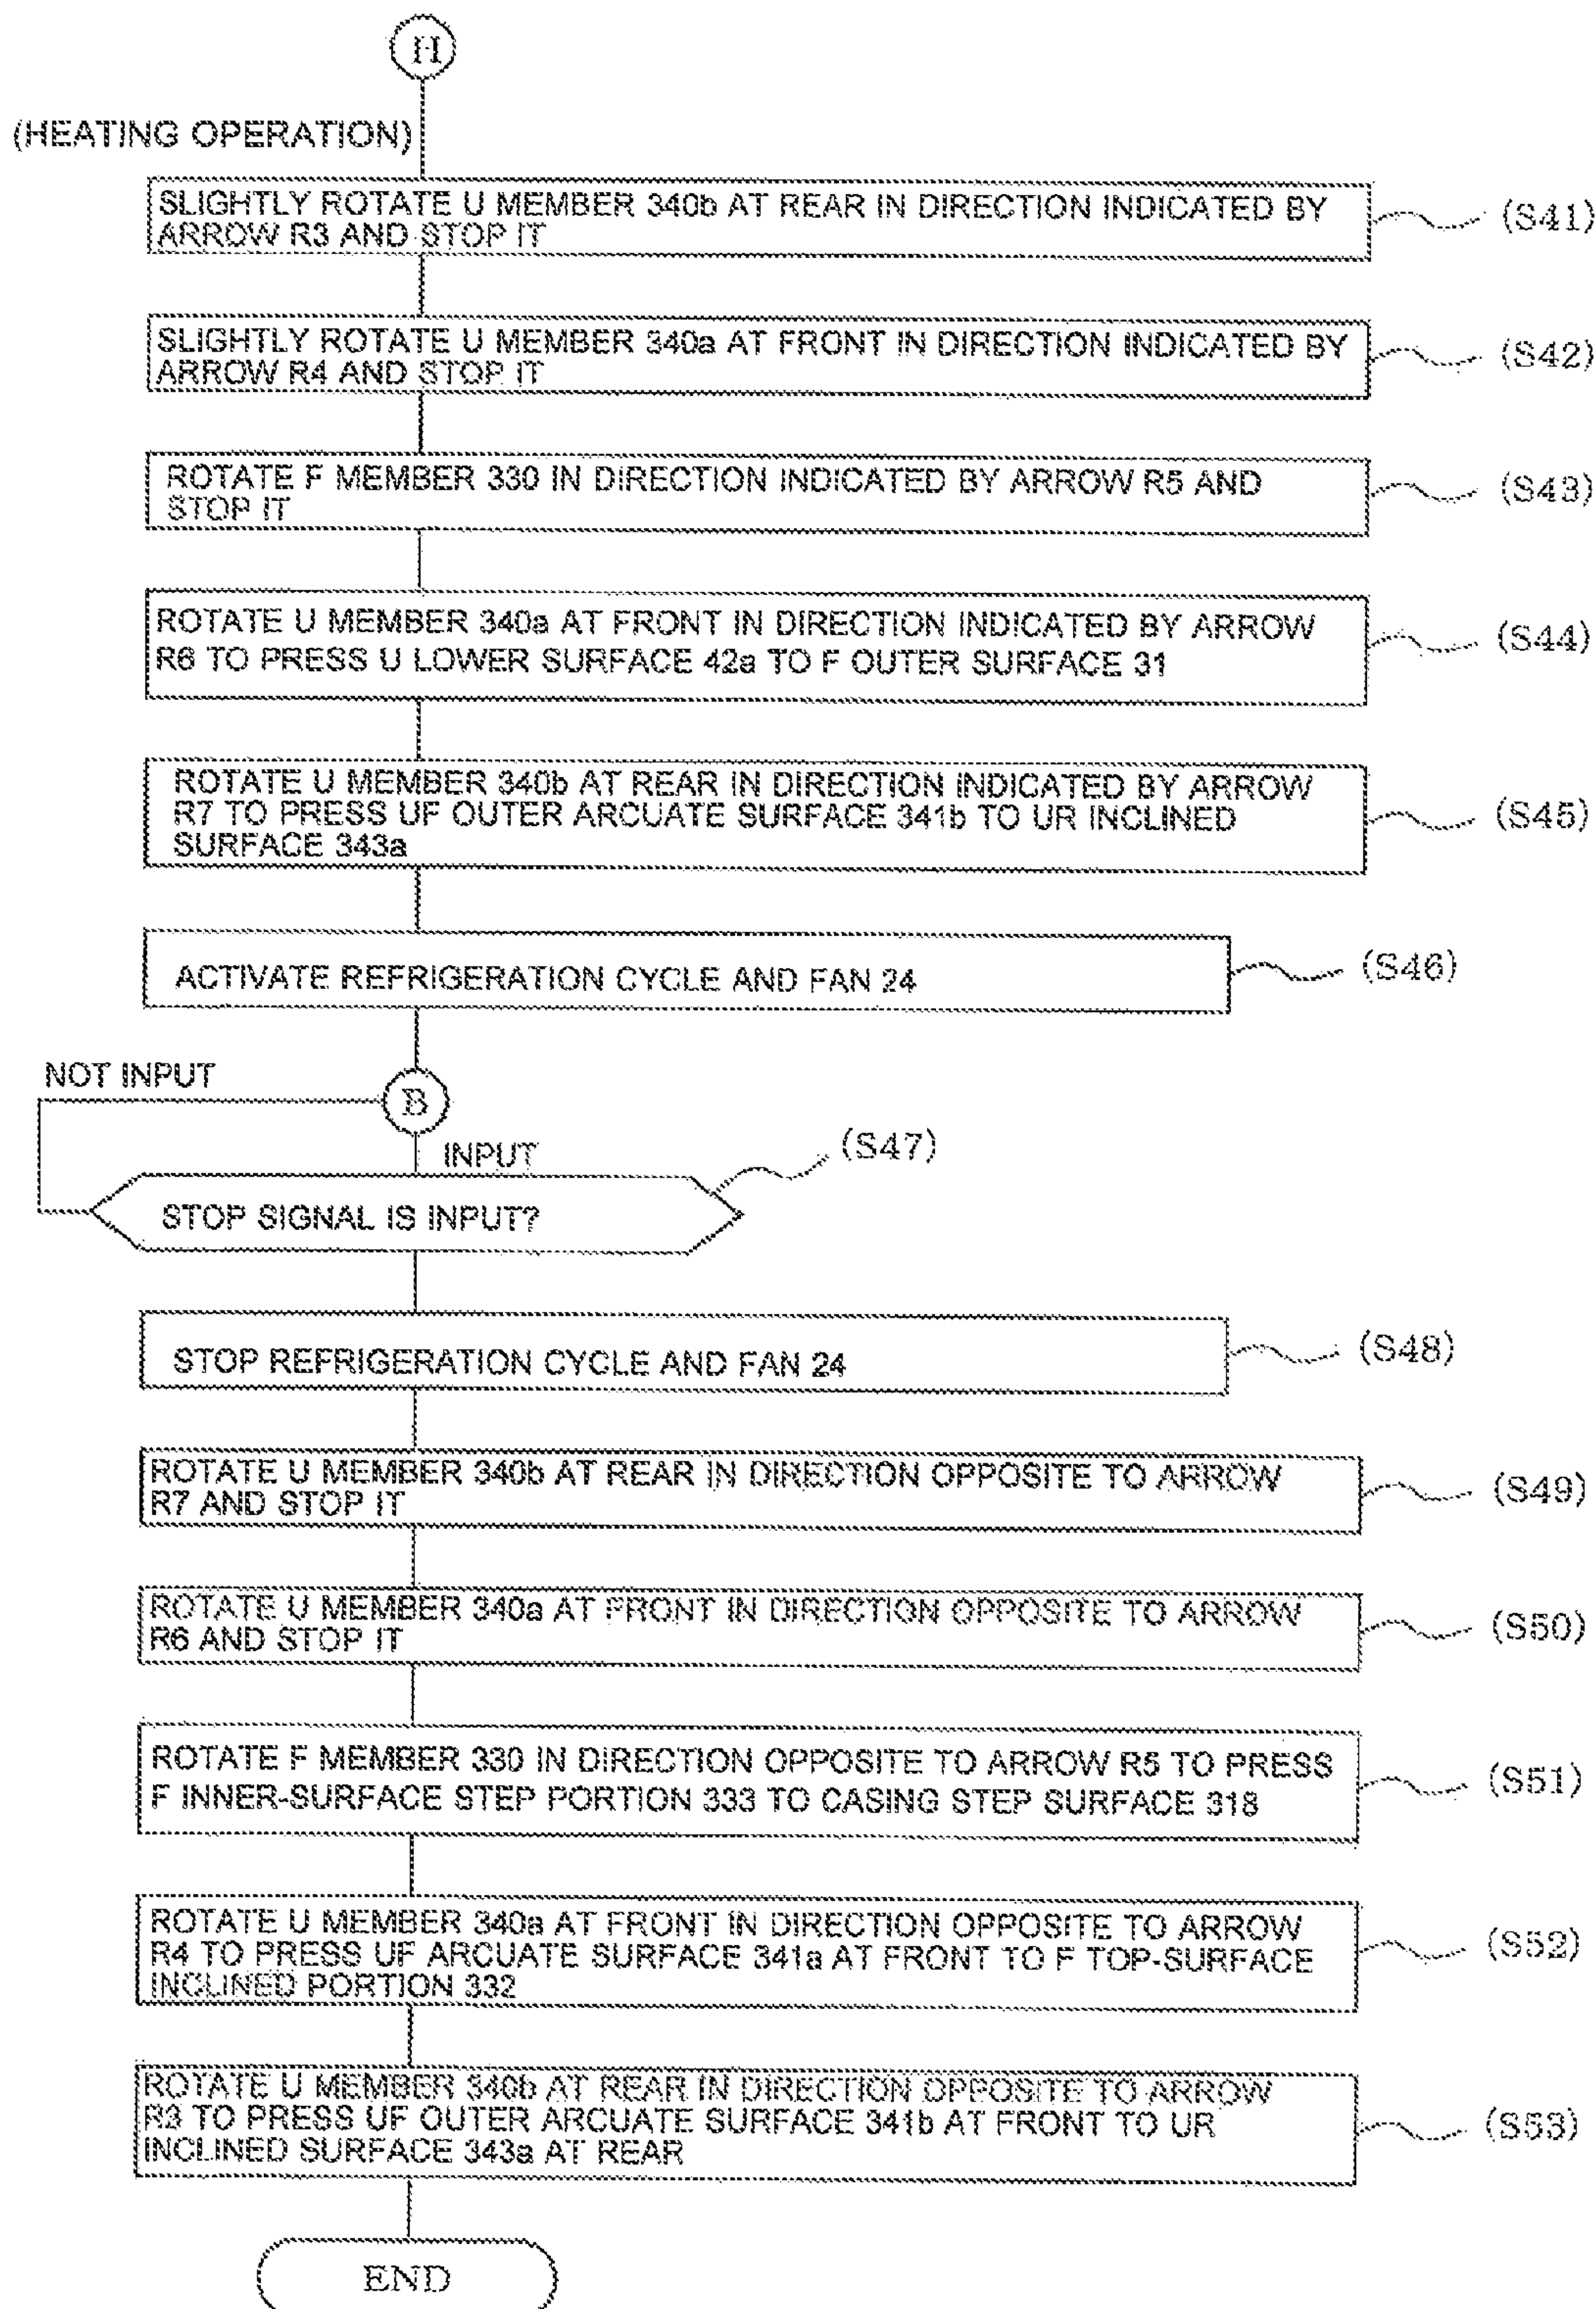 H
(HEATING OPERATION)
SLIGHTLY ROTATE U MEMBER 340b AT REAR IN DIRECTION INDICATED BY
ARROW R3 AND STOP IT
(S41)
SLIGHTLY ROTATE U MEMBER 340a AT FRONT IN DIRECTION INDICATED BY
ARROW R4 AND STOP IT
(S42)
ROTATE F MEMBER 330 IN DIRECTION INDICATED BY ARROW R5 AND
STOP IT
(S43)
ROTATE U MEMBER 340a AT FRONT IN DIRECTION INDICATED BY ARROW
R6 TO PRESS U LOWER SURFACE 42a TO F OUTER SURFACE 31
(S44)
ROTATE U MEMBER 340b AT REAR IN DIRECTION INDICATED BY ARROW
R7 TO PRESS UF OUTER ARCUATE SURFACE 341b TO UR INCLINED
SURFACE 343a
(S45)
ACTIVATE REFRIGERATION CYCLE AND FAN 24
(S46)
NOT INPUT
B
INPUT
(S47)
STOP SIGNAL IS INPUT?
STOP REFRIGERATION CYCLE AND FAN 24
(S48)
ROTATE U MEMBER 340b AT REAR IN DIRECTION OPPOSITE TO ARROW
R7 AND STOP IT
(S49)
ROTATE U MEMBER 340a AT FRONT IN DIRECTION OPPOSITE TO ARROW
R6 AND STOP IT
(S50)
ROTATE F MEMBER 330 IN DIRECTION OPPOSITE TO ARROW R5 TO PRESS
F INNER-SURFACE STEP PORTION 333 TO CASING STEP SURFACE 318
(S51)
ROTATE U MEMBER 340a AT FRONT IN DIRECTION OPPOSITE TO ARROW
R4 TO PRESS UF ARCUATE SURFACE 341a AT FRONT TO F TOP-SURFACE
INCLINED PORTION 332
(S52)
ROTATE U MEMBER 340b AT REAR IN DIRECTION OPPOSITE TO ARROW
R3 TO PRESS UF OUTER ARCUATE SURFACE 341b AT FRONT TO UR
INCLINED SURFACE 343a AT REAR
(S53)
END